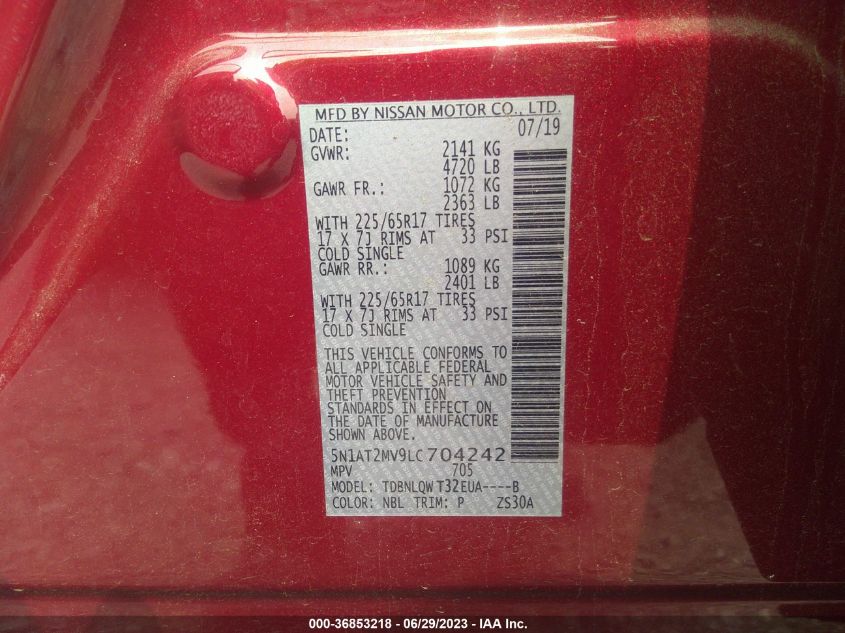 MFD BY NISSAN MOTOR CO., LTD.
DATE: 07/19
GVWR: 2141 KG
4720 LB
GAWR FR.: 1072 KG
2363 LB
WITH 225/65R17 TIRES
17 X 7J RIMS AT 33 PSI
COLD SINGLE
GAWR RR.: 1089 KG
2401 LB
WITH 225/65R17 TIRES
17 X 7J RIMS AT 33 PSI
COLD SINGLE
THIS VEHICLE CONFORMS TO
ALL APPLICABLE FEDERAL
MOTOR VEHICLE SAFETY AND
THEFT PREVENTION
STANDARDS IN EFFECT ON
THE DATE OF MANUFACTURE
SHOWN ABOVE.
5N1AT2MV9LC704242
MPV 705
MODEL: TDBNLQW T32EUA----B
COLOR: NBL TRIM: P ZS30A
000-36853218 - 06/29/2023 - IAA Inc.